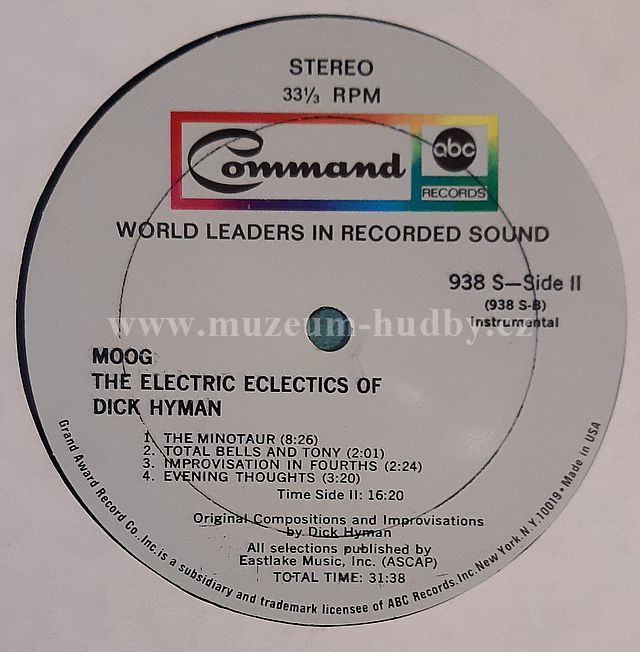 STEREO
33⅓ RPM
Command
abc
RECORDS
WORLD LEADERS IN RECORDED SOUND
938 S—Side II
(938 S-B)
Instrumental
www.muzeum-hudby.cz
MOOG
THE ELECTRIC ECLECTICS OF
DICK HYMAN
1. THE MINOTAUR (8:26)
2. TOTAL BELLS AND TONY (2:01)
3. IMPROVISATION IN FOURTHS (2:24)
4. EVENING THOUGHTS (3:20)
Time Side II: 16:20
Original Compositions and Improvisations
by Dick Hyman
All selections published by
Eastlake Music, Inc. (ASCAP)
TOTAL TIME: 31:38
Grand Award Record Co., Inc. is a subsidiary and trademark licensee of ABC Records, Inc. New York, N.Y. 10019 • Made in USA